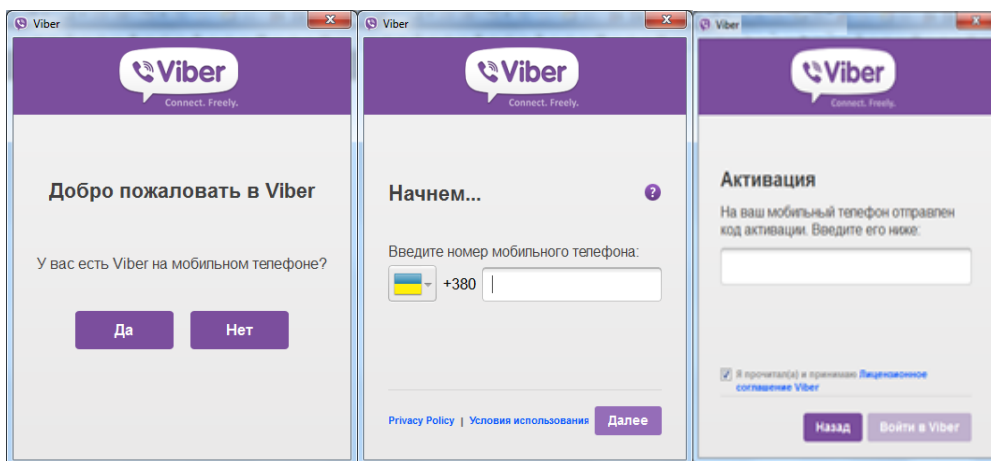 Viber
Viber
Connect. Freely.
Добро пожаловать в Viber
У вас есть Viber на мобильном телефоне?
Да
Нет
Viber
Viber
Connect. Freely.
Начнем...
?
Введите номер мобильного телефона:
+380
Privacy Policy | Условия использования
Далее
Viber
Viber
Connect. Freely.
Активация
На ваш мобильный телефон отправлен
код активации. Введите его ниже:
Я прочитал(а) и принимаю Лицензионное
соглашение Viber
Назад
Войти в Viber